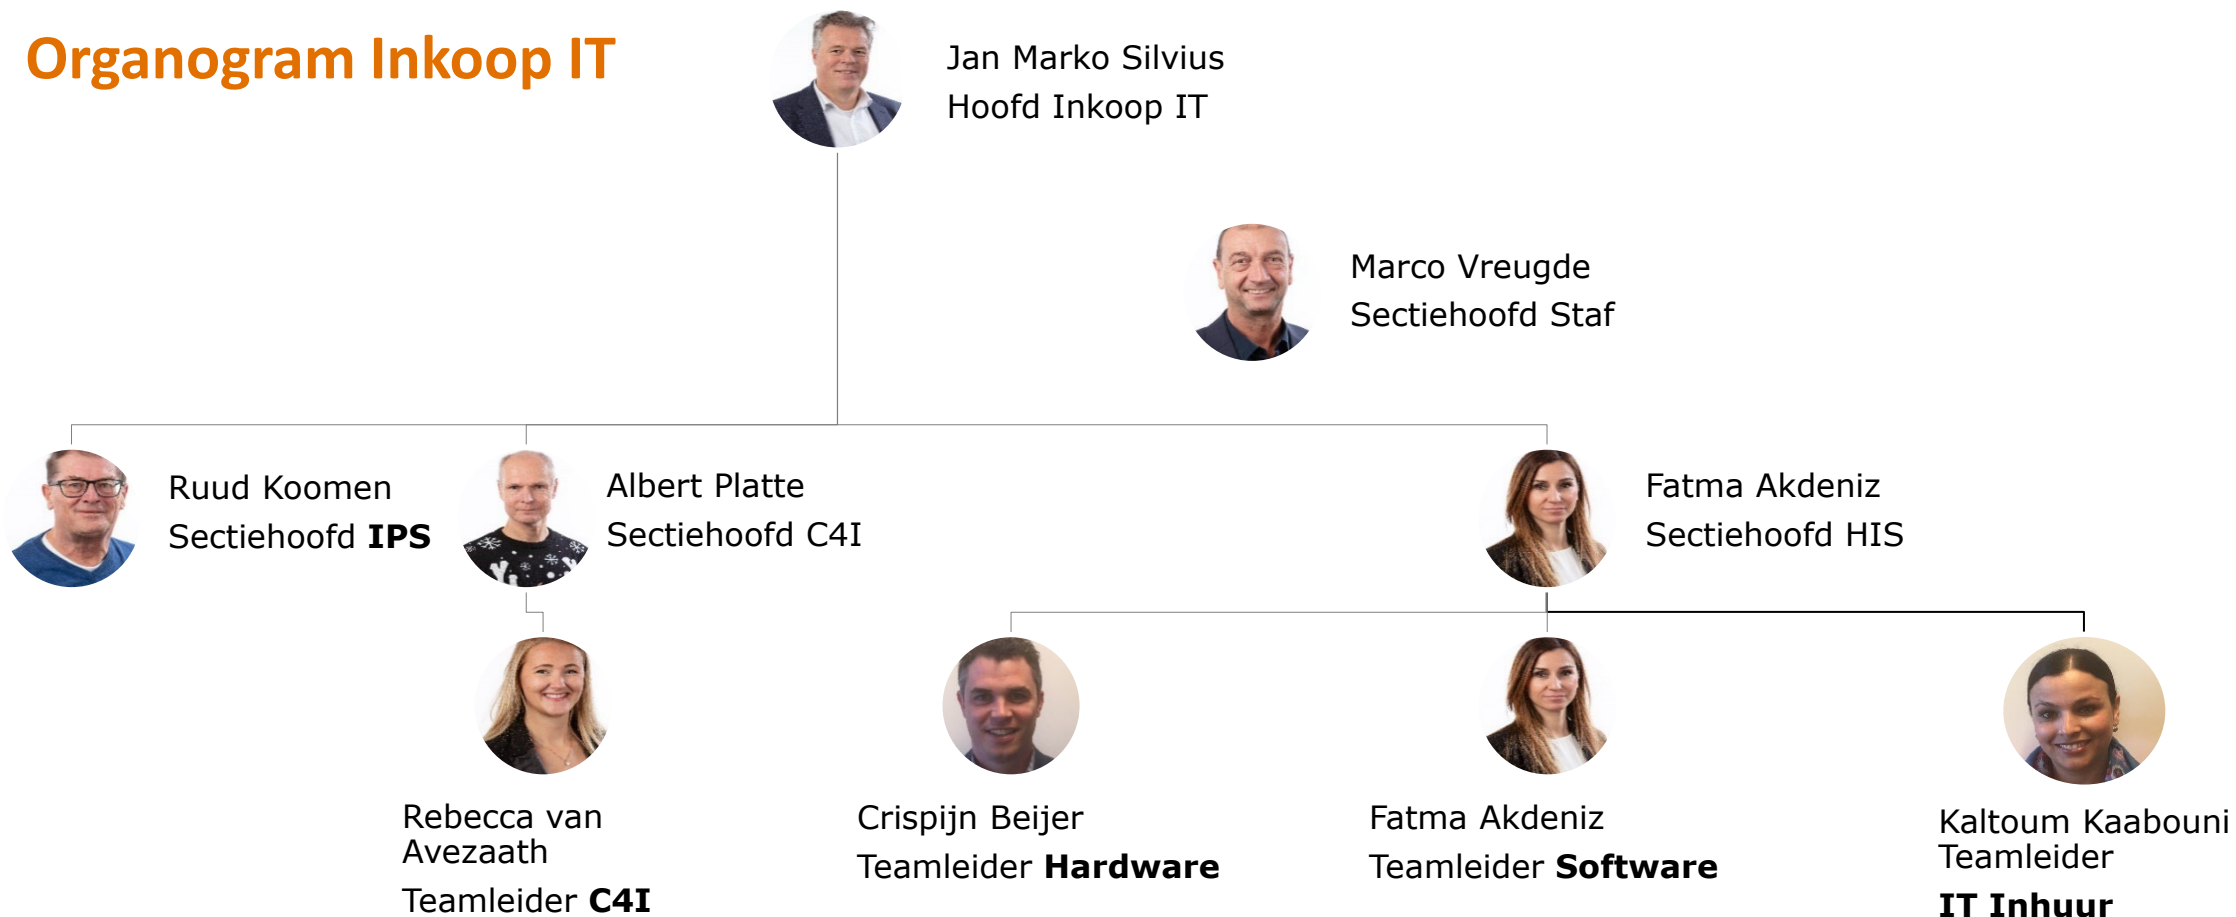 Organogram Inkoop IT
Jan Marko Silvius
Hoofd Inkoop IT
Marco Vreugde
Sectiehoofd Staf
Ruud Koomen
Sectiehoofd IPS
Albert Platte
Sectiehoofd C4I
Fatma Akdeniz
Sectiehoofd HIS
Rebecca van
Avezaath
Teamleider C4I
Crispijn Beijer
Teamleider Hardware
Fatma Akdeniz
Teamleider Software
Kaltoum Kaabouni
Teamleider
IT Inhuur